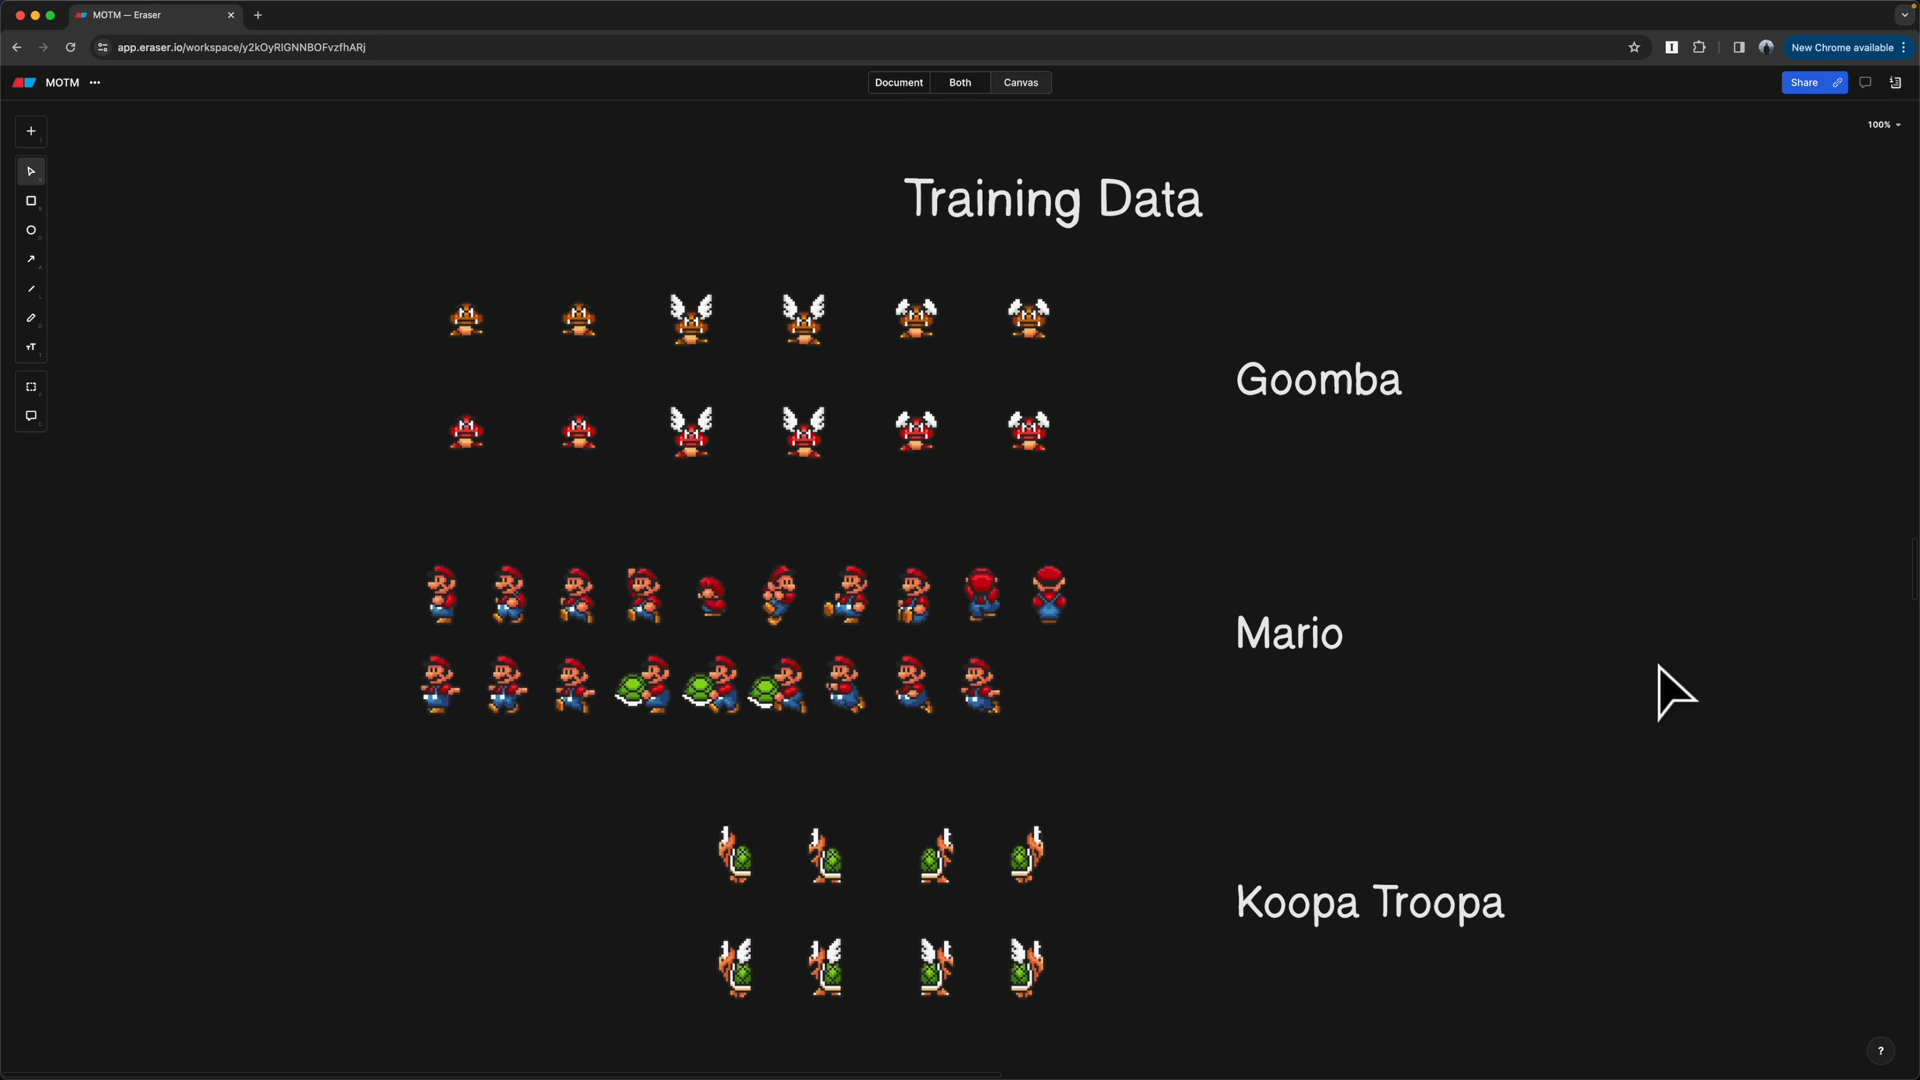 MOTM — Eraser
app.eraser.io/workspace/y2kOyRIGNNBOFvzfhARj
New Chrome available
MOTM
Document
Both
Canvas
Share
100%
Training Data
Goomba
Mario
Koopa Troopa